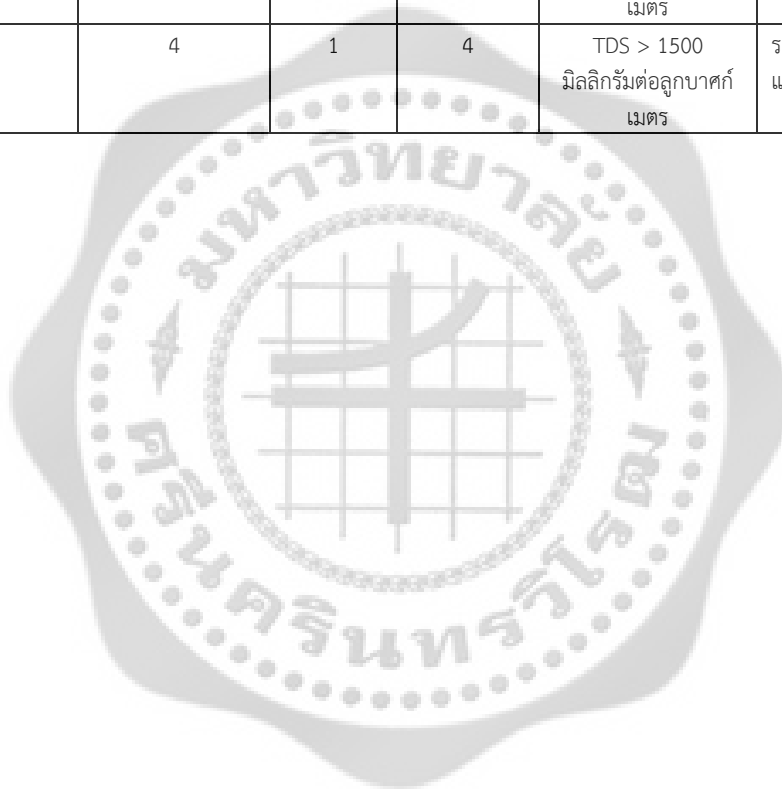 เมตร
4 1 4 TDS > 1500
มิลลิกรัมต่อลูกบาศก์
เมตร
มหาวิทยาลัย
ศรีนครินทรวิโรฒ